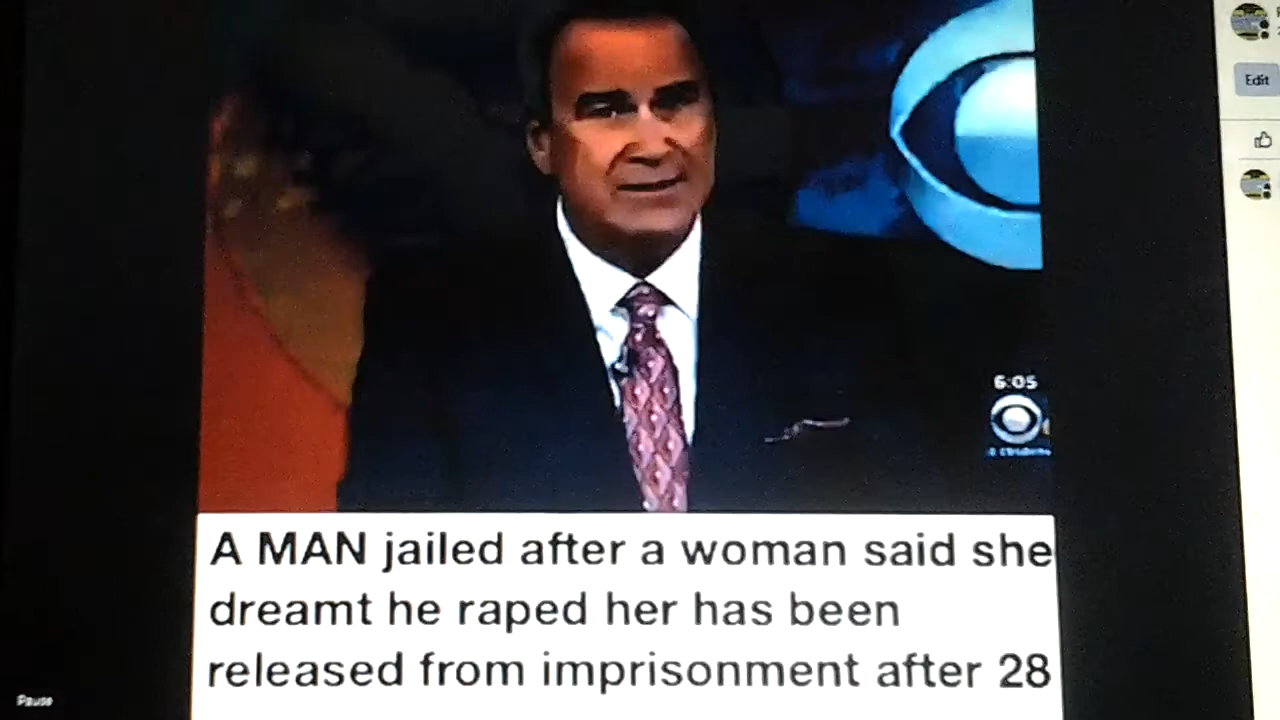 Edit
6:05
A MAN jailed after a woman said she
dreamt he raped her has been
released from imprisonment after 28
Pause